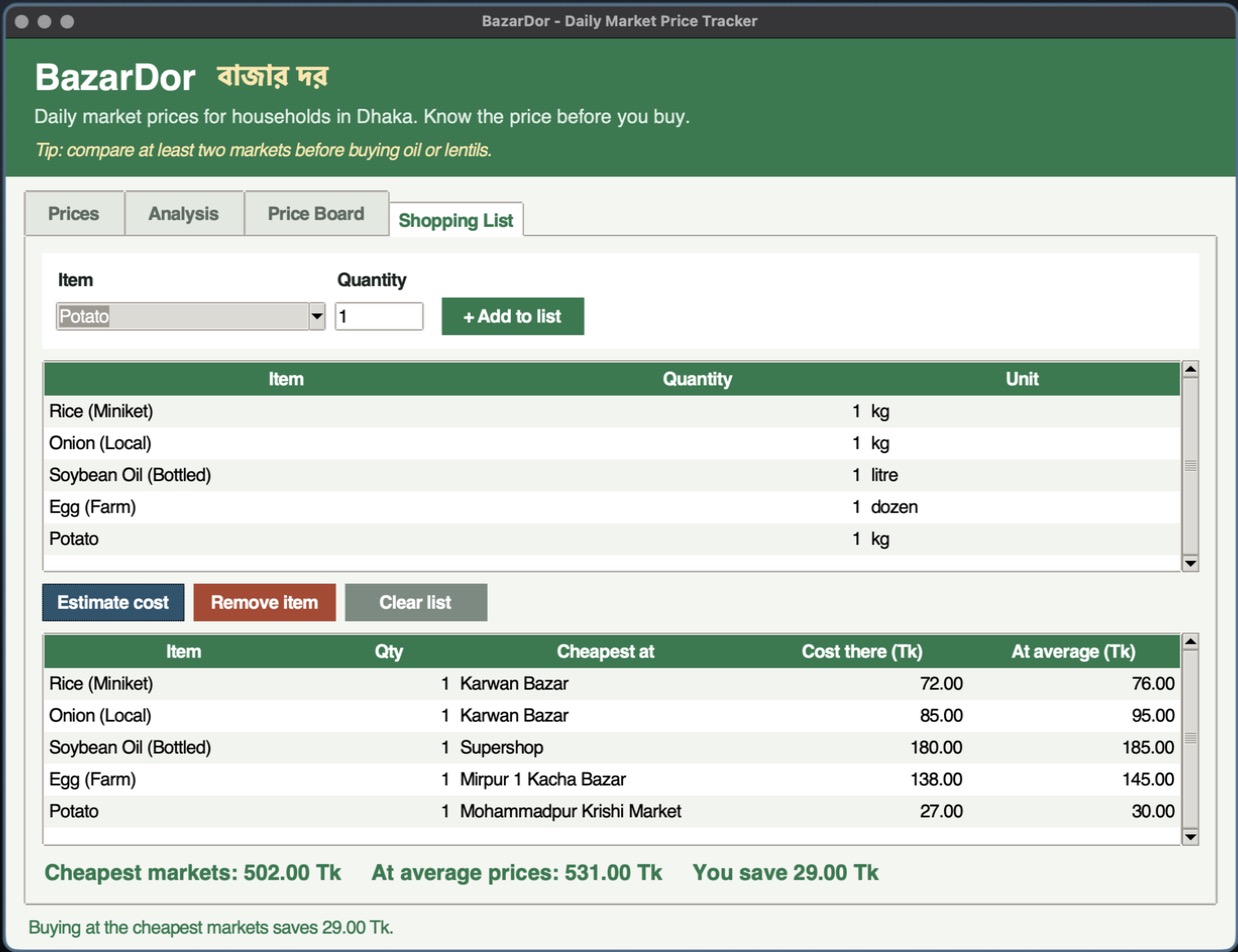 BazarDor - Daily Market Price Tracker
BazarDor বাজার দর
Daily market prices for households in Dhaka. Know the price before you buy.
Tip: compare at least two markets before buying oil or lentils.
Prices Analysis Price Board Shopping List
Item Quantity
Potato 1 + Add to list
Item Quantity Unit
Rice (Miniket) 1 kg
Onion (Local) 1 kg
Soybean Oil (Bottled) 1 litre
Egg (Farm) 1 dozen
Potato 1 kg
Estimate cost Remove item Clear list
Item Qty Cheapest at Cost there (Tk) At average (Tk)
Rice (Miniket) 1 Karwan Bazar 72.00 76.00
Onion (Local) 1 Karwan Bazar 85.00 95.00
Soybean Oil (Bottled) 1 Supershop 180.00 185.00
Egg (Farm) 1 Mirpur 1 Kacha Bazar 138.00 145.00
Potato 1 Mohammadpur Krishi Market 27.00 30.00
Cheapest markets: 502.00 Tk At average prices: 531.00 Tk You save 29.00 Tk
Buying at the cheapest markets saves 29.00 Tk.